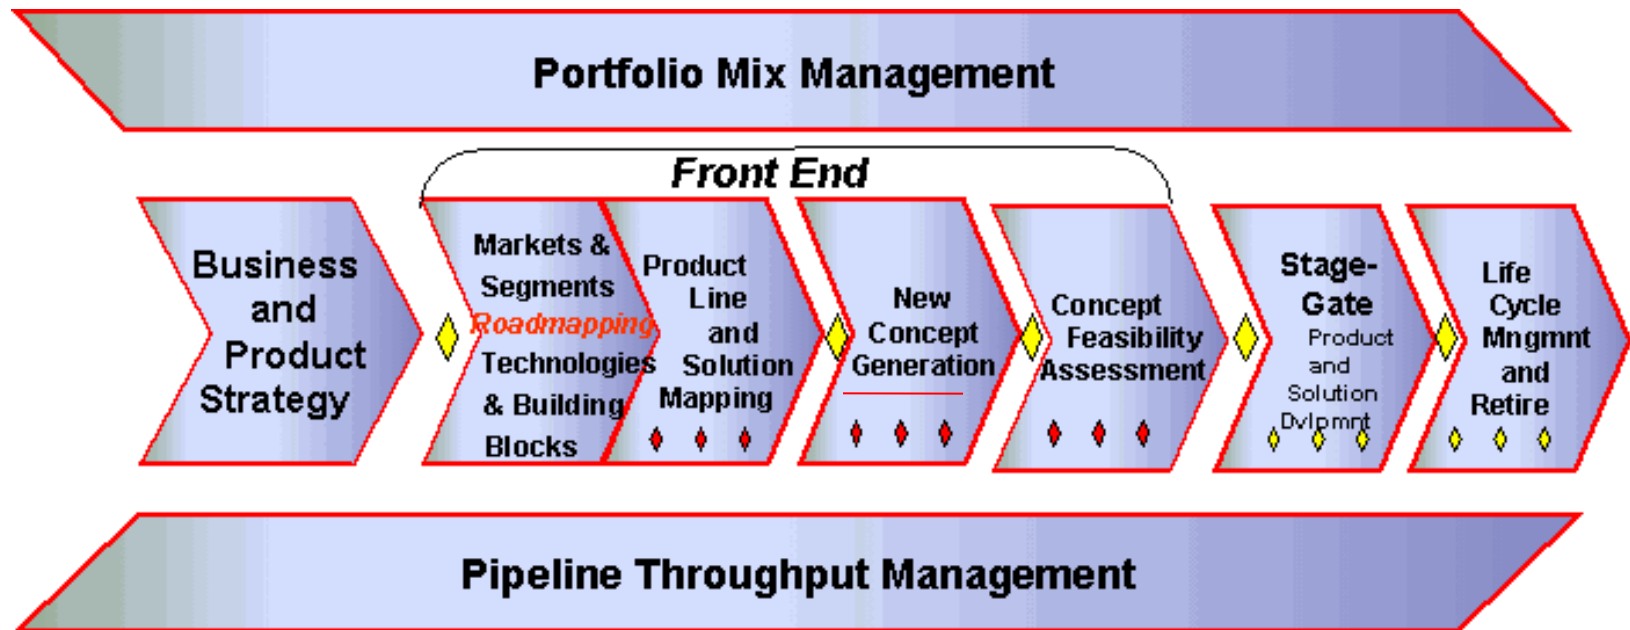 Portfolio Mix Management
Front End
Business
and
Product
Strategy
Markets &
Segments
Roadmapping
Technologies
& Building
Blocks
Product
Line
and
Solution
Mapping
New
Concept
Generation
Concept
Feasibility
Assessment
Stage-
Gate
Product
and
Solution
Dvlpmnt
Life
Cycle
Mngmnt
and
Retire
Pipeline Throughput Management